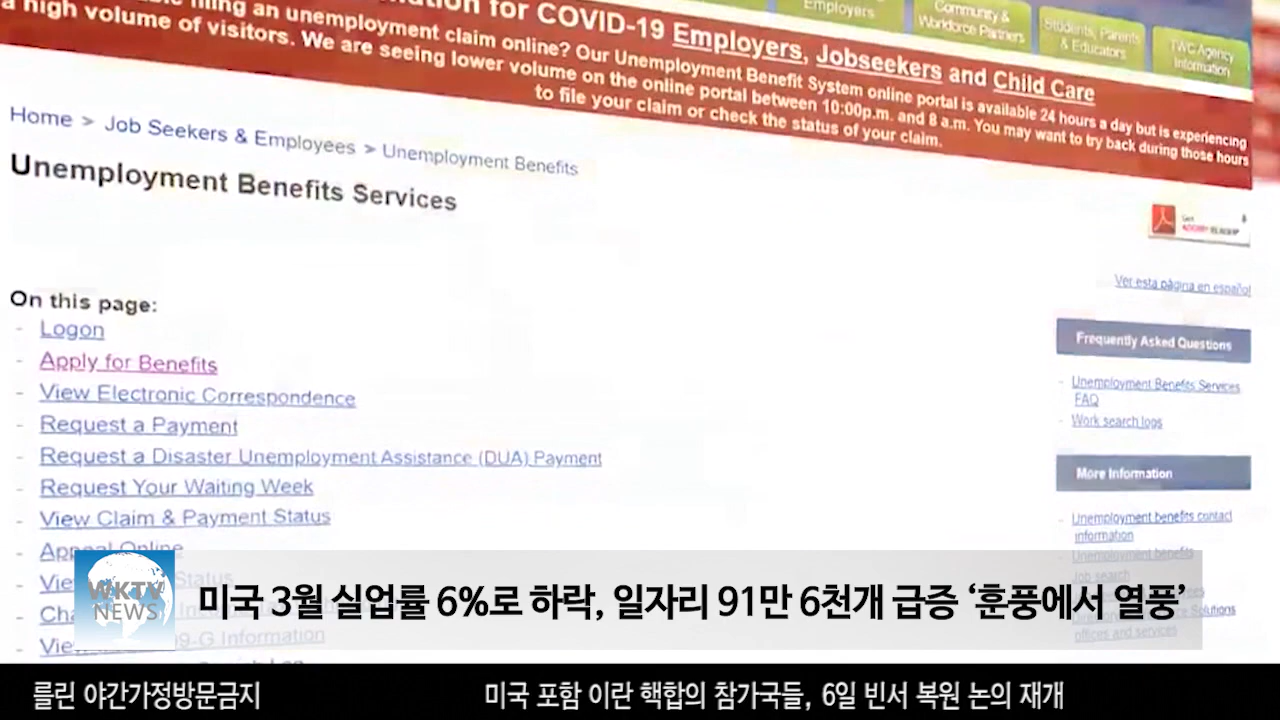 ation for COVID-19 Employers, Jobseekers and Child Care
filing an unemployment claim online? Our Unemployment Benefit System online portal is available 24 hours a day but is experiencing
a high volume of visitors. We are seeing lower volume on the online portal between 10:00p.m. and 8 a.m. You may want to try back during those hours
to file your claim or check the status of your claim.
Employers
Community &
Workforce Partners
Students, Parents
& Educators
TWC Agency
Information
Home > Job Seekers & Employees > Unemployment Benefits
Unemployment Benefits Services
Get
Ver esta página en español
On this page:
- Logon
- Apply for Benefits
- View Electronic Correspondence
- Request a Payment
- Request a Disaster Unemployment Assistance (DUA) Payment
- Request Your Waiting Week
- View Claim & Payment Status
- Appeal Online
Status
99-G Information
Frequently Asked Questions
- Unemployment Benefits Services
FAQ
- Work search logs
More Information
- Unemployment benefits contact
information
- Unemployment benefits
Job search
Solutions
offices and services
WKTV
NEWS
미국 3월 실업률 6%로 하락, 일자리 91만 6천개 급증 ‘훈풍에서 열풍’
를린 야간가정방문금지
미국 포함 이란 핵합의 참가국들, 6일 빈서 복원 논의 재개